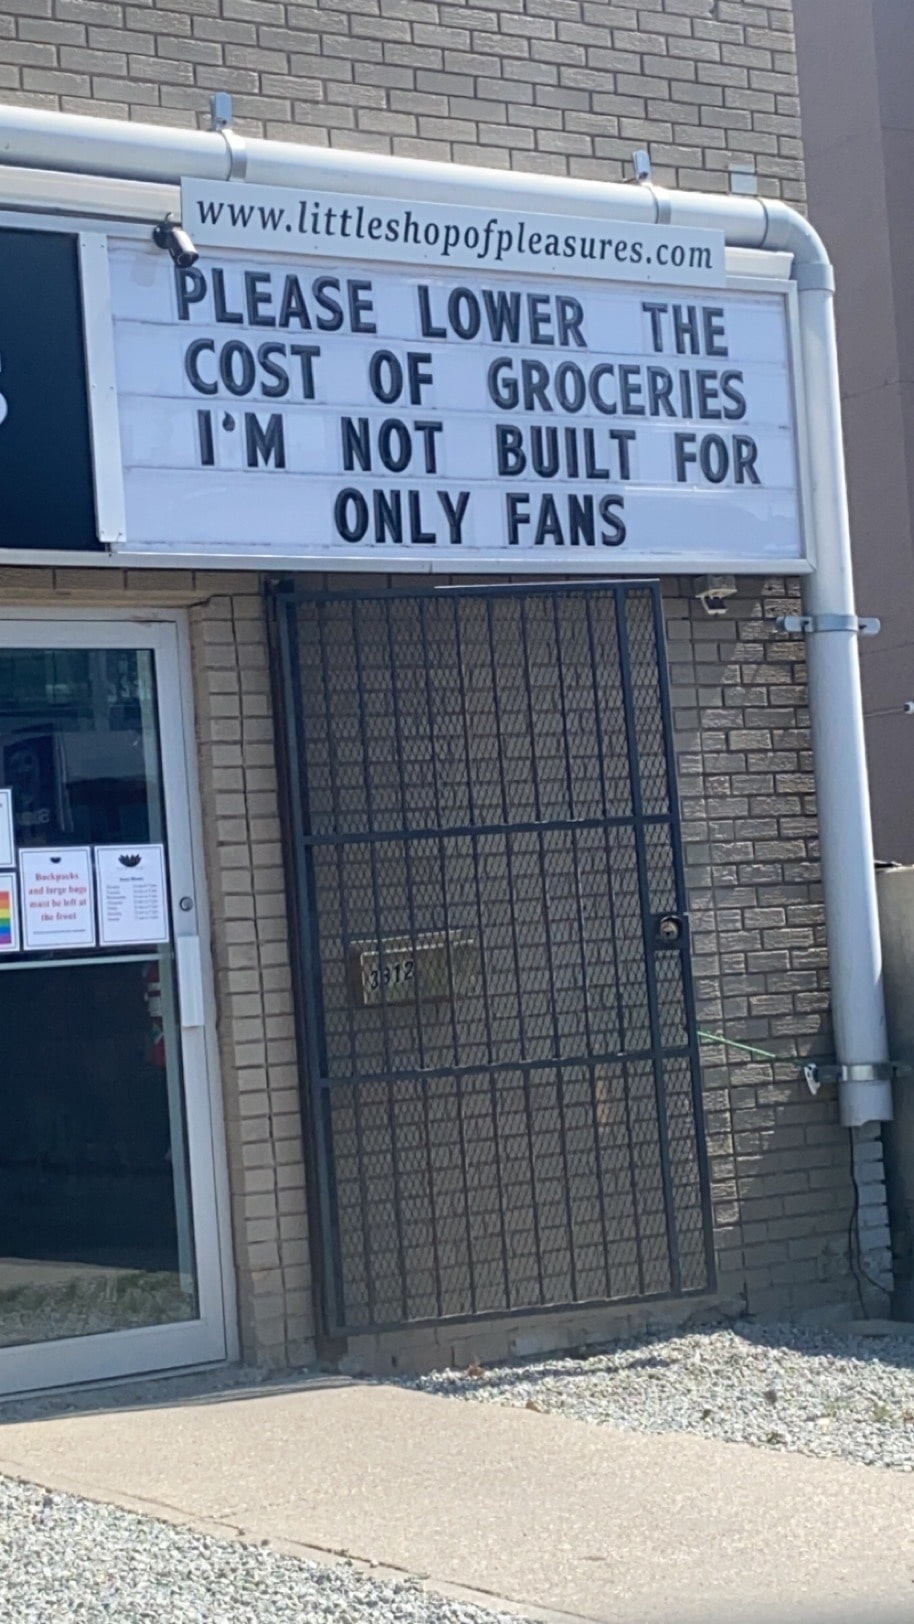 www.littleshopofpleasures.com
PLEASE LOWER THE
COST OF GROCERIES
I'M NOT BUILT FOR
ONLY FANS
3312
Backpacks
and large bags
must be left at
the front